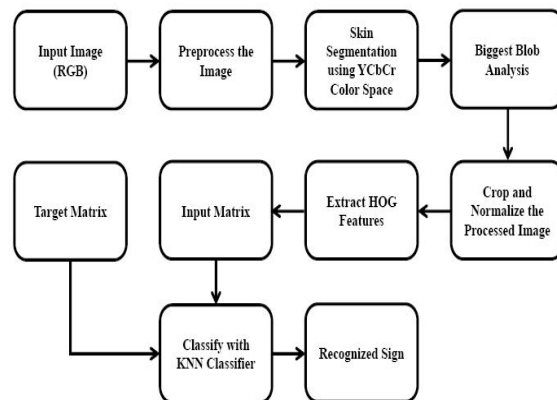 Input Image
(RGB)
Preprocess the
Image
Skin
Segmentation
using YCbCr
Color Space
Biggest Blob
Analysis
Crop and
Normalize the
Processed Image
Extract HOG
Features
Input Matrix
Target Matrix
Classify with
KNN Classifier
Recognized Sign